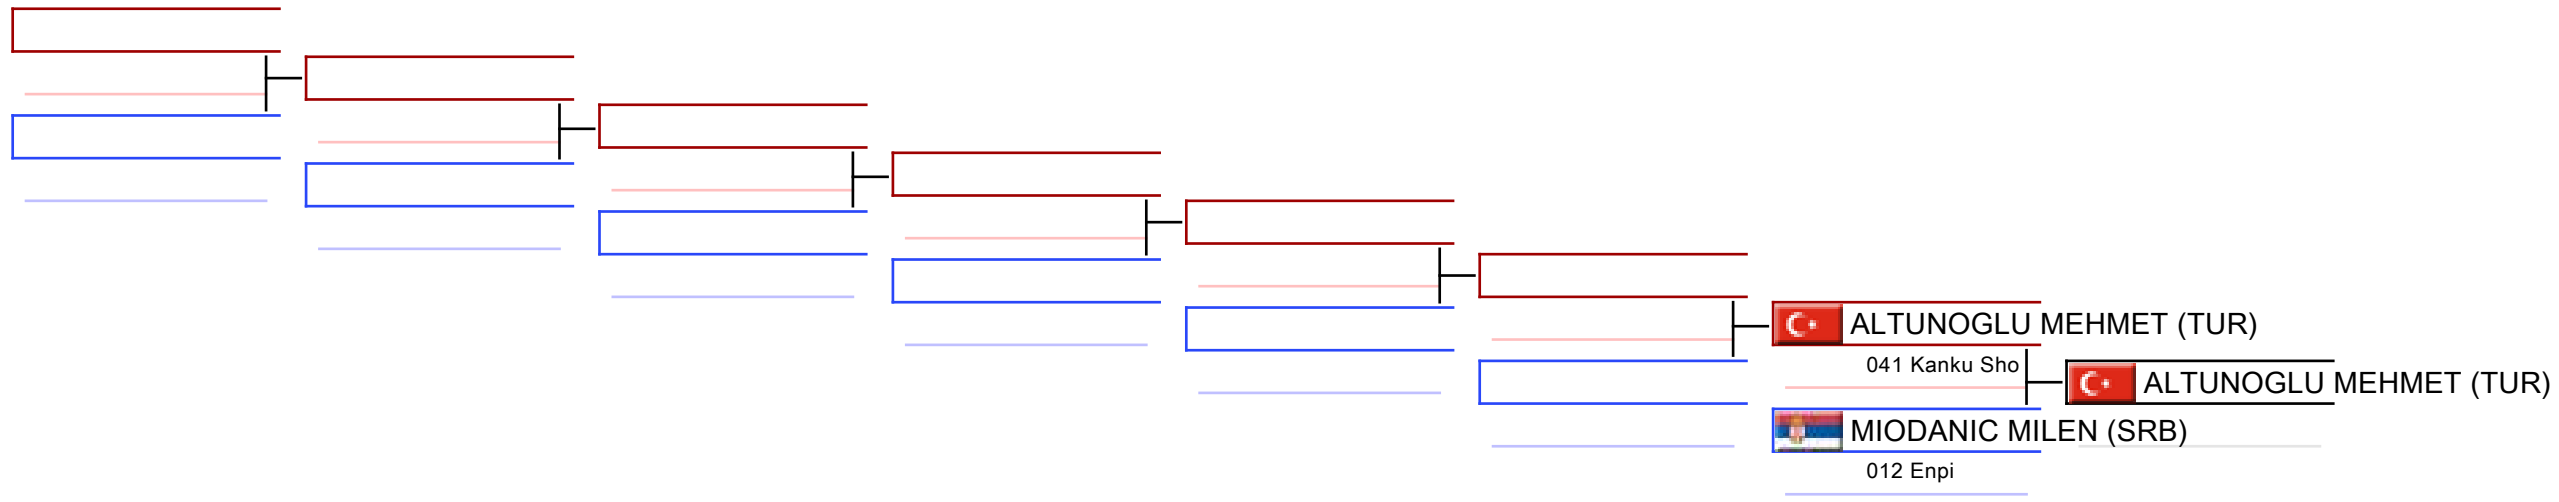 ALTUNOGLU MEHMET (TUR)
041 Kanku Sho
ALTUNOGLU MEHMET (TUR)
MIODANIC MILEN (SRB)
012 Enpi